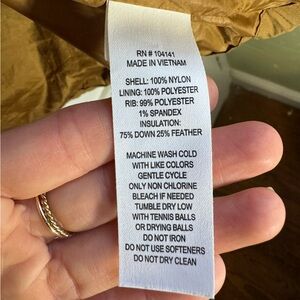 RN # 104141
MADE IN VIETNAM
SHELL: 100% NYLON
LINING: 100% POLYESTER
RIB: 99% POLYESTER
1% SPANDEX
INSULATION:
75% DOWN 25% FEATHER
MACHINE WASH COLD
WITH LIKE COLORS
GENTLE CYCLE
ONLY NON CHLORINE
BLEACH IF NEEDED
TUMBLE DRY LOW
WITH TENNIS BALLS
OR DRYING BALLS
DO NOT IRON
DO NOT USE SOFTENERS
DO NOT DRY CLEAN